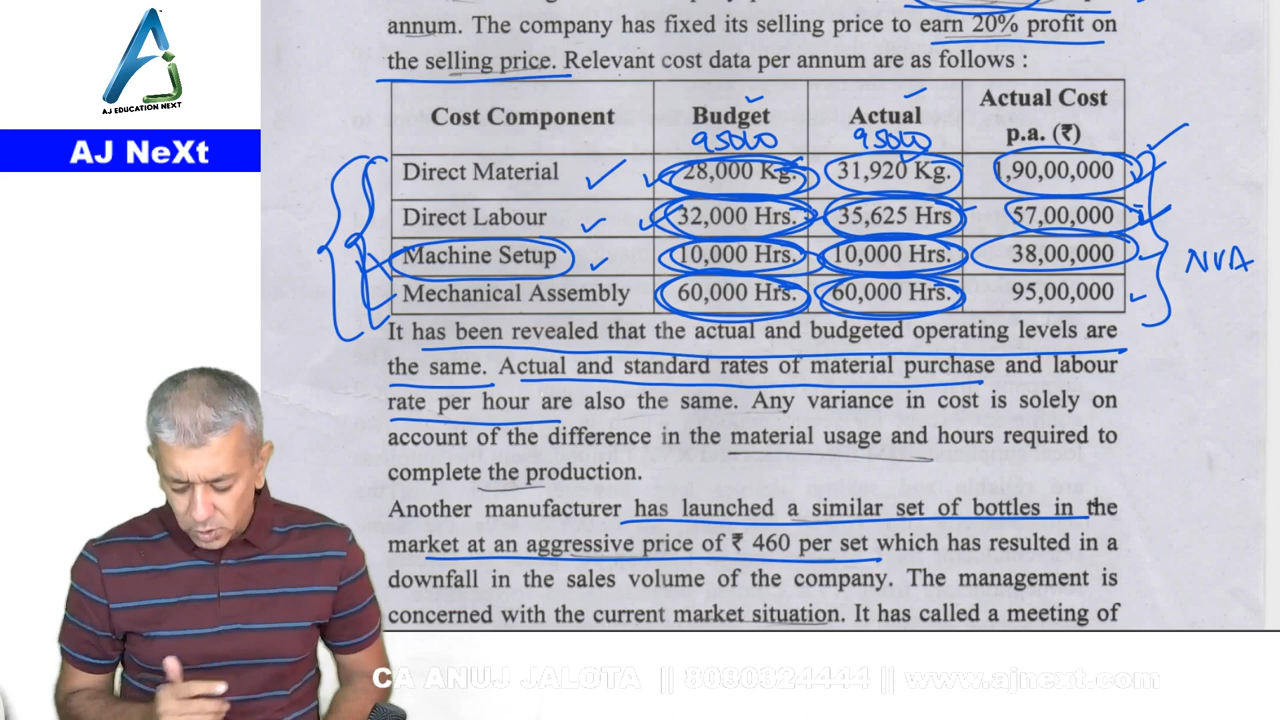 annum. The company has fixed its selling price to earn 20% profit on
the selling price. Relevant cost data per annum are as follows :
AJ EDUCATION NEXT
AJ NeXt
Cost Component Budget Actual Actual Cost p.a. (₹)
95000 95000
Direct Material 28,000 Kg. 31,920 Kg. 1,90,00,000
Direct Labour 32,000 Hrs. 35,625 Hrs 57,00,000
Machine Setup 10,000 Hrs. 10,000 Hrs. 38,00,000
NVA
Mechanical Assembly 60,000 Hrs. 60,000 Hrs. 95,00,000
It has been revealed that the actual and budgeted operating levels are
the same. Actual and standard rates of material purchase and labour
rate per hour are also the same. Any variance in cost is solely on
account of the difference in the material usage and hours required to
complete the production.
Another manufacturer has launched a similar set of bottles in the
market at an aggressive price of ₹ 460 per set which has resulted in a
downfall in the sales volume of the company. The management is
concerned with the current market situation. It has called a meeting of
CA ANUJ JALOTA || 8080324444 || www.ajnext.com